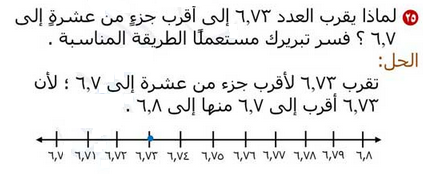 ٢٥ لماذا يقرب العدد ٦,٧٣ إلى أقرب جزءٍ من عشرةٍ إلى
٦,٧ ؟ فسر تبريرك مستعملًا الطريقة المناسبة .
الحل:
تقرب ٦,٧٣ لأقرب جزء من عشرة إلى ٦,٧ ؛ لأن
٦,٧٣ أقرب إلى ٦,٧ منها إلى ٦,٨ .
٦,٧ ٦,٧١ ٦,٧٢ ٦,٧٣ ٦,٧٤ ٦,٧٥ ٦,٧٦ ٦,٧٧ ٦,٧٨ ٦,٧٩ ٦,٨